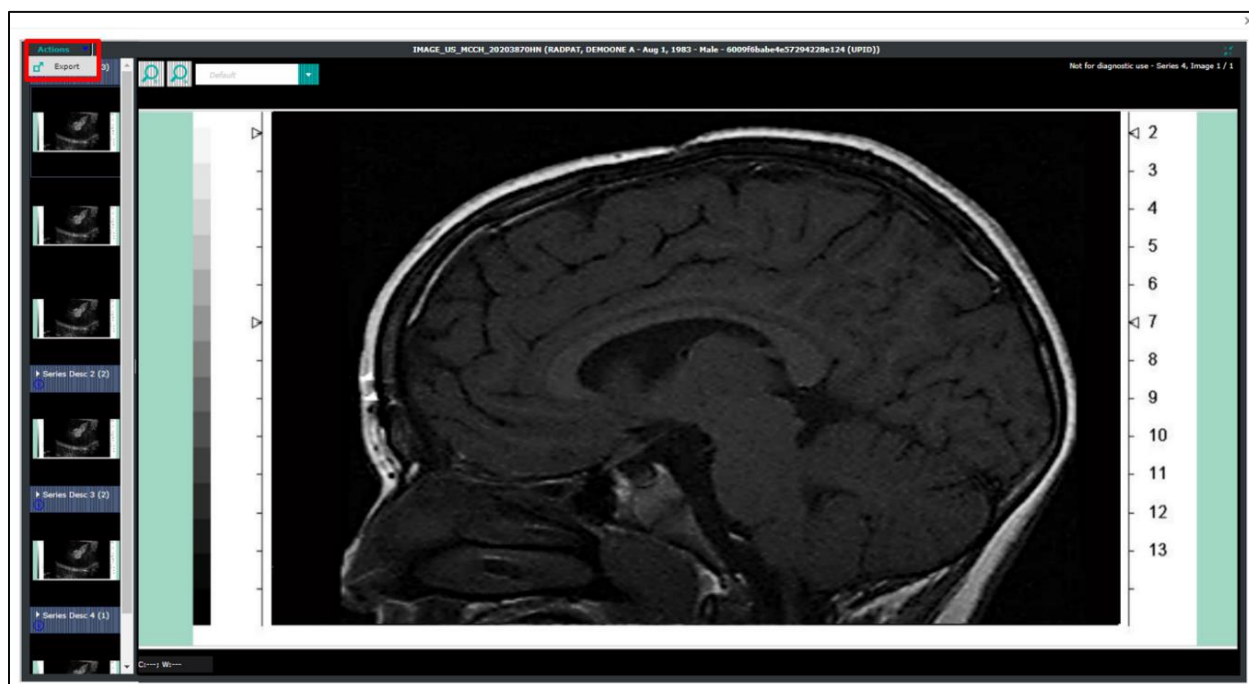 Actions
IMAGE_US_MCCH_20203870HN (RADPAT, DEMOONE A - Aug 1, 1983 - Male - 6009f6babe4e57294228e124 (UPID))
Export
3)
Default
Not for diagnostic use - Series 4, Image 1 / 1
2
3
4
5
6
7
8
9
10
11
12
13
Series Desc 2 (2)
Series Desc 3 (2)
Series Desc 4 (1)
C:---; W:---